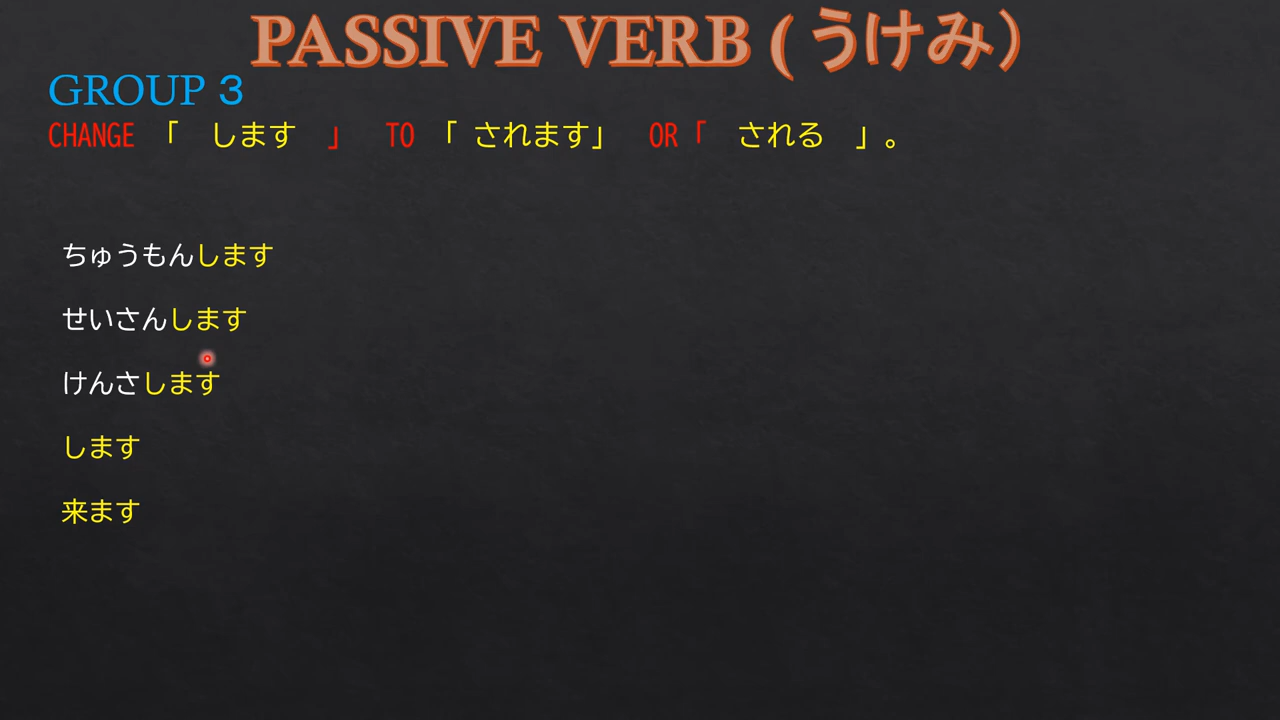 PASSIVE VERB ( うけみ）
GROUP 3
CHANGE 「　します　」　TO 「 されます」　OR「　される　」。
ちゅうもんします
せいさんします
けんさします
します
来ます